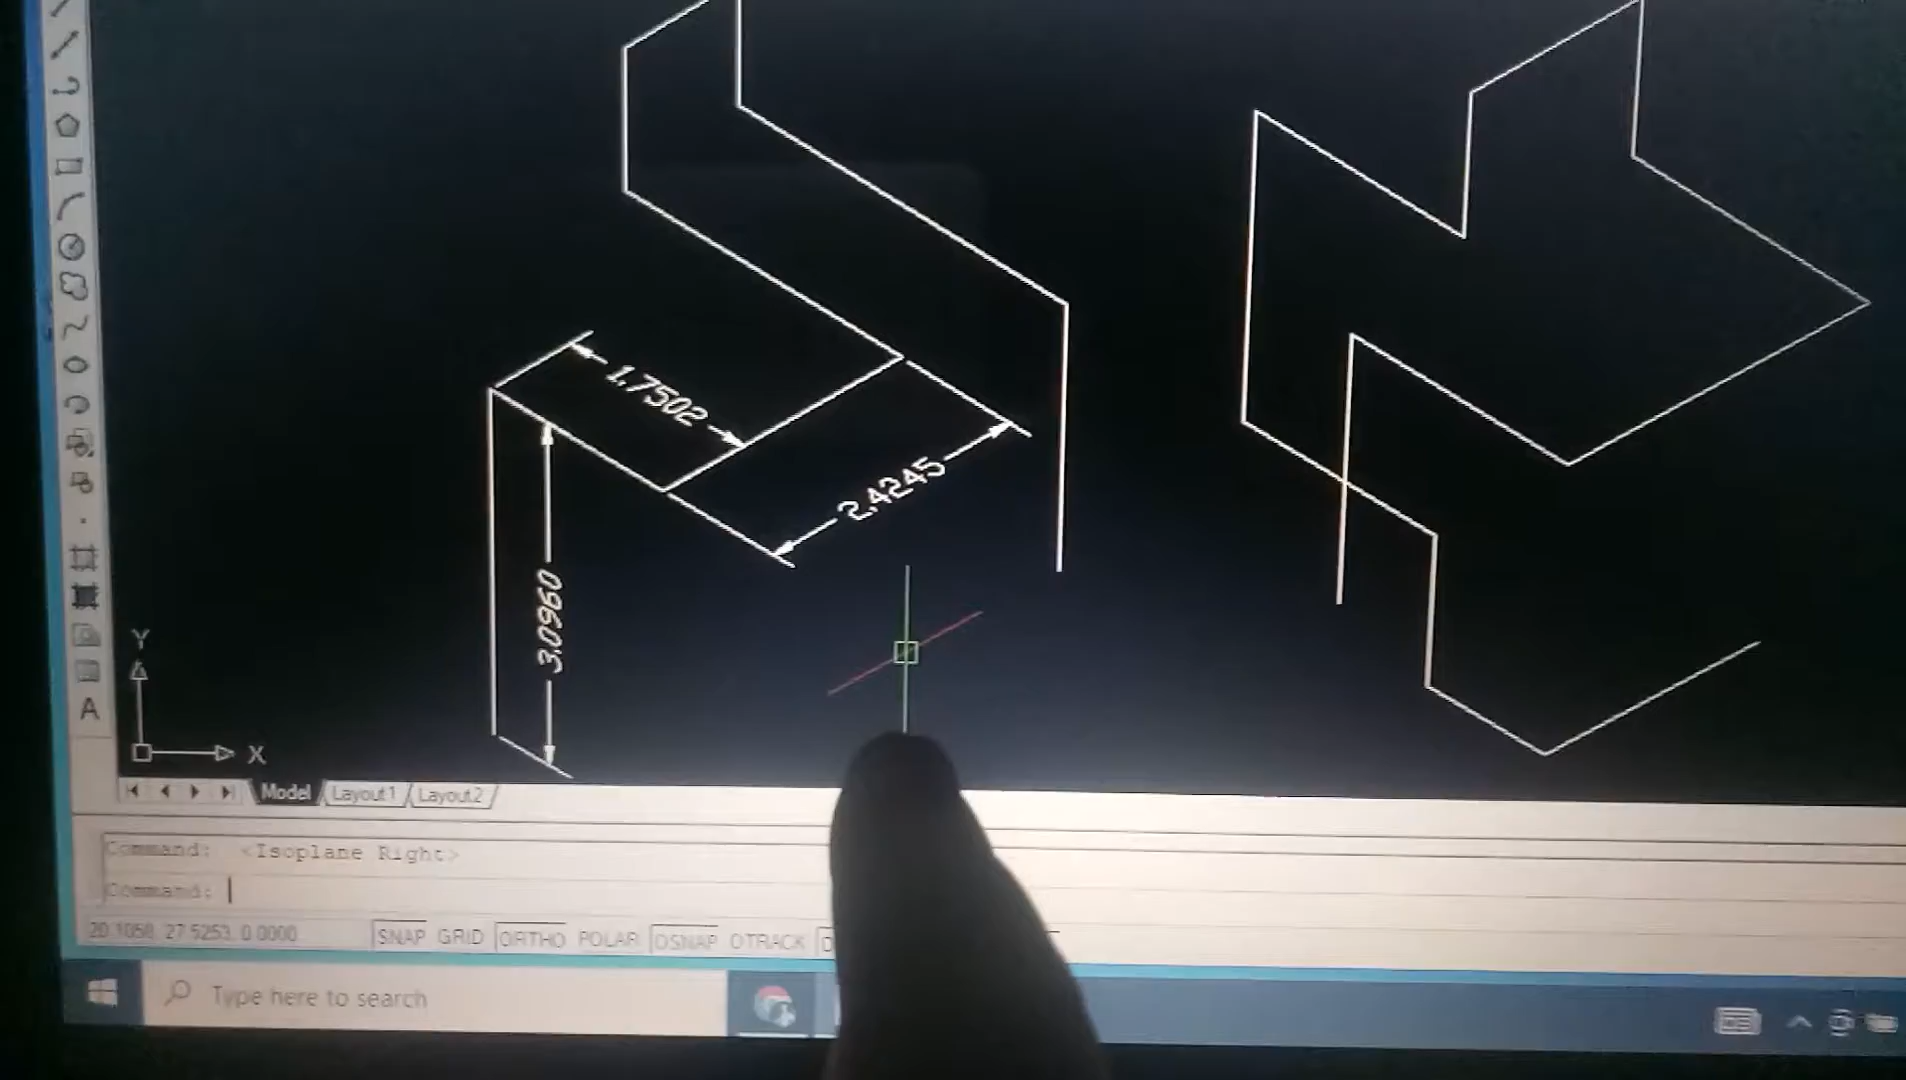 1.7502
2.4245
3.0960
Y
X
A
Model Layout1 Layout2
Command: <Isoplane Right>
Command:
20.1058, 27.5253, 0.0000 SNAP GRID ORTHO POLAR OSNAP OTRACK D
Type here to search